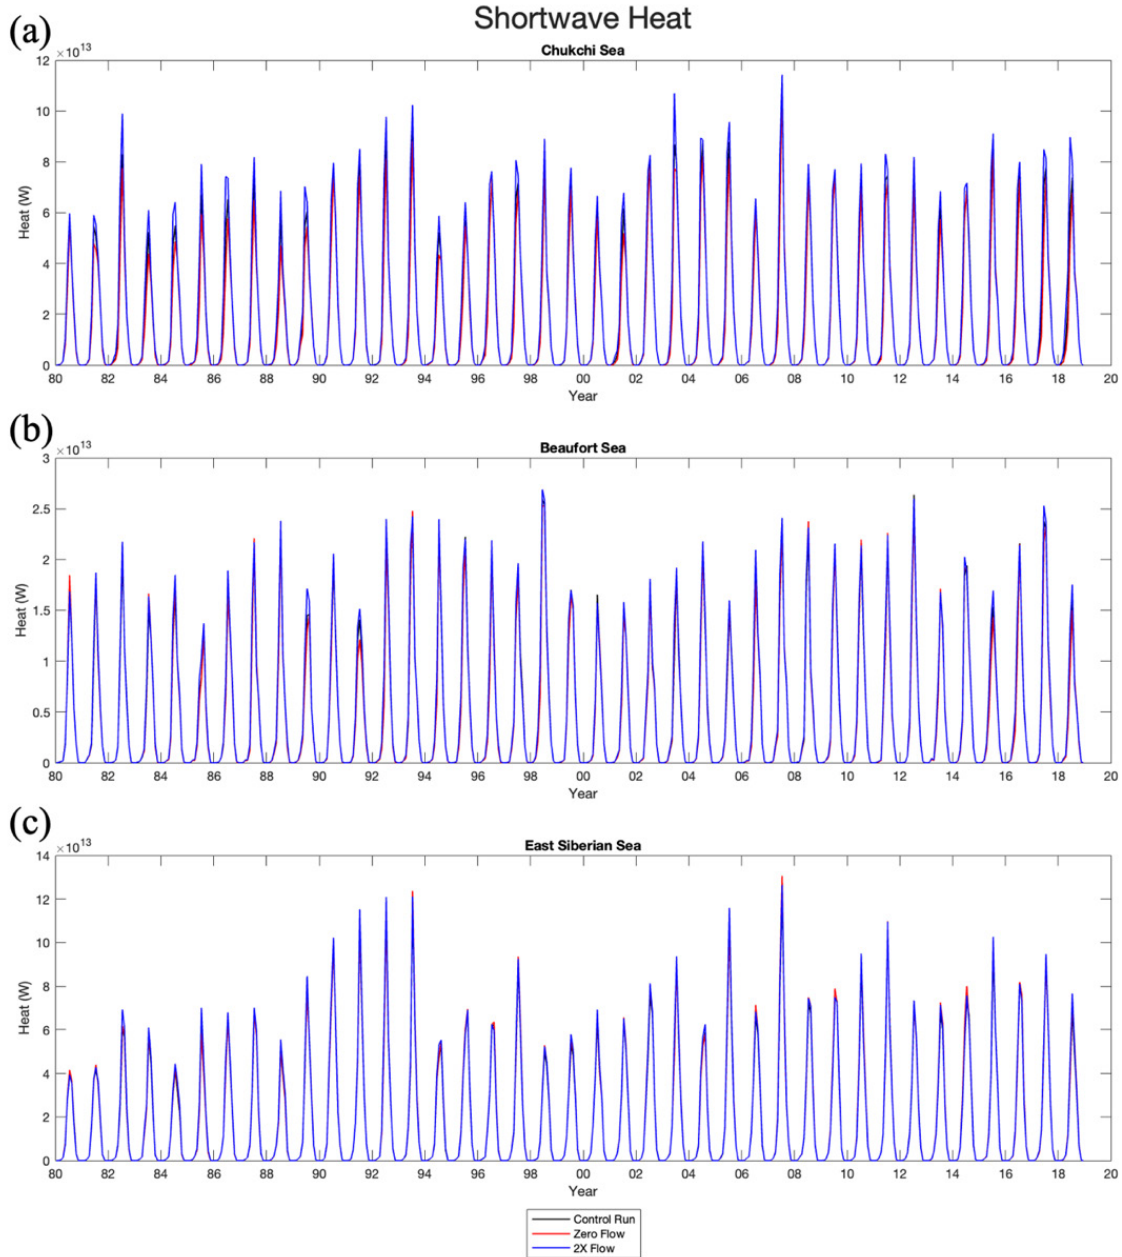 Shortwave Heat
(a)
×10^13
Chukchi Sea
12
10
8
6
4
2
0
Heat (W)
80 82 84 86 88 90 92 94 96 98 00 02 04 06 08 10 12 14 16 18 20
Year
(b)
×10^13
Beaufort Sea
3
2.5
2
1.5
1
0.5
0
Heat (W)
80 82 84 86 88 90 92 94 96 98 00 02 04 06 08 10 12 14 16 18 20
Year
(c)
×10^13
East Siberian Sea
14
12
10
8
6
4
2
0
Heat (W)
80 82 84 86 88 90 92 94 96 98 00 02 04 06 08 10 12 14 16 18 20
Year
Control Run
Zero Flow
2X Flow